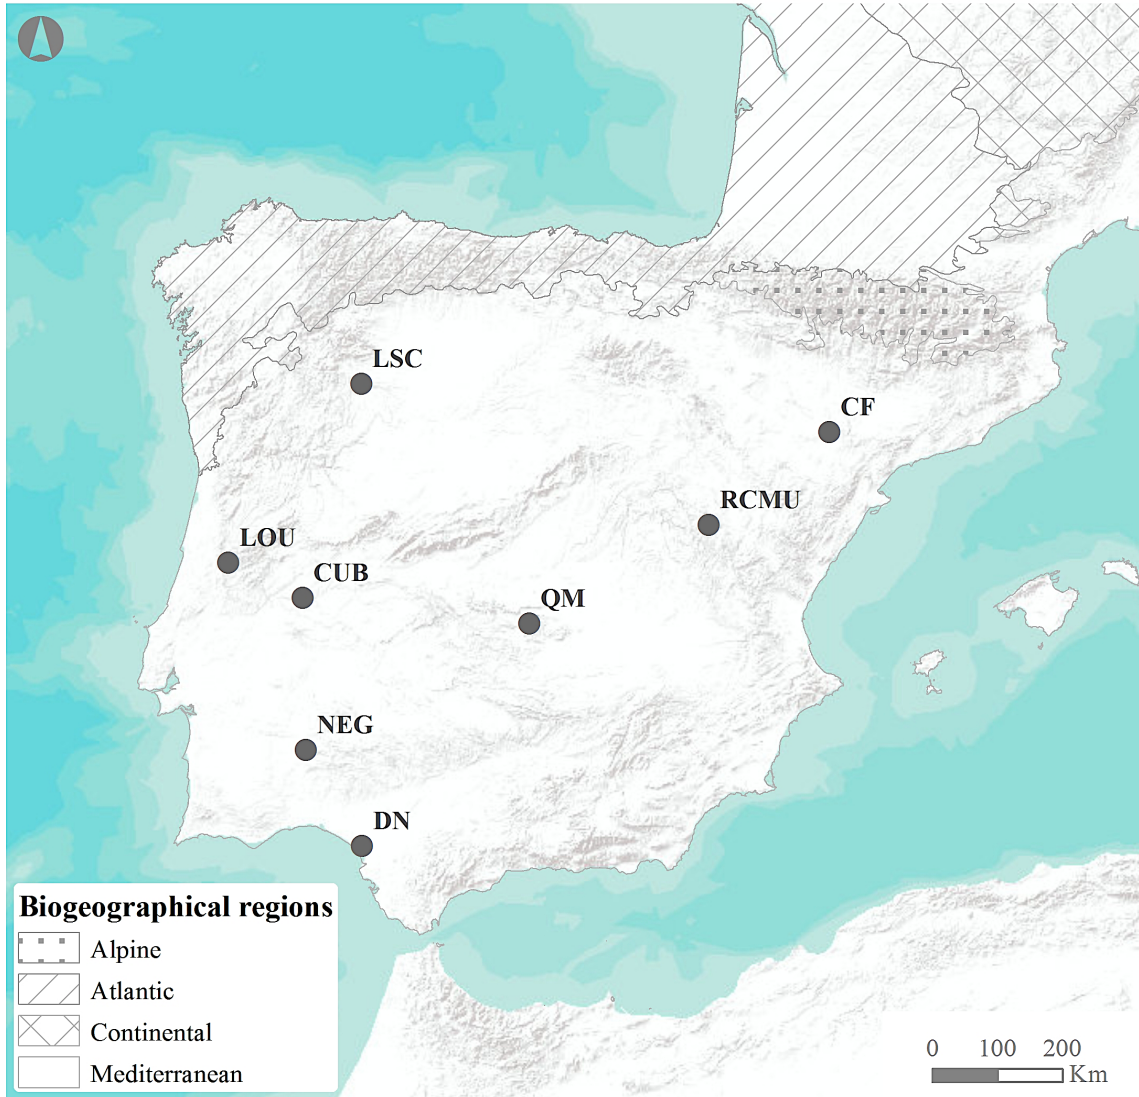 LSC
CF
RCMU
LOU
CUB
QM
NEG
DN
Biogeographical regions
Alpine
Atlantic
Continental
Mediterranean
0 100 200
Km